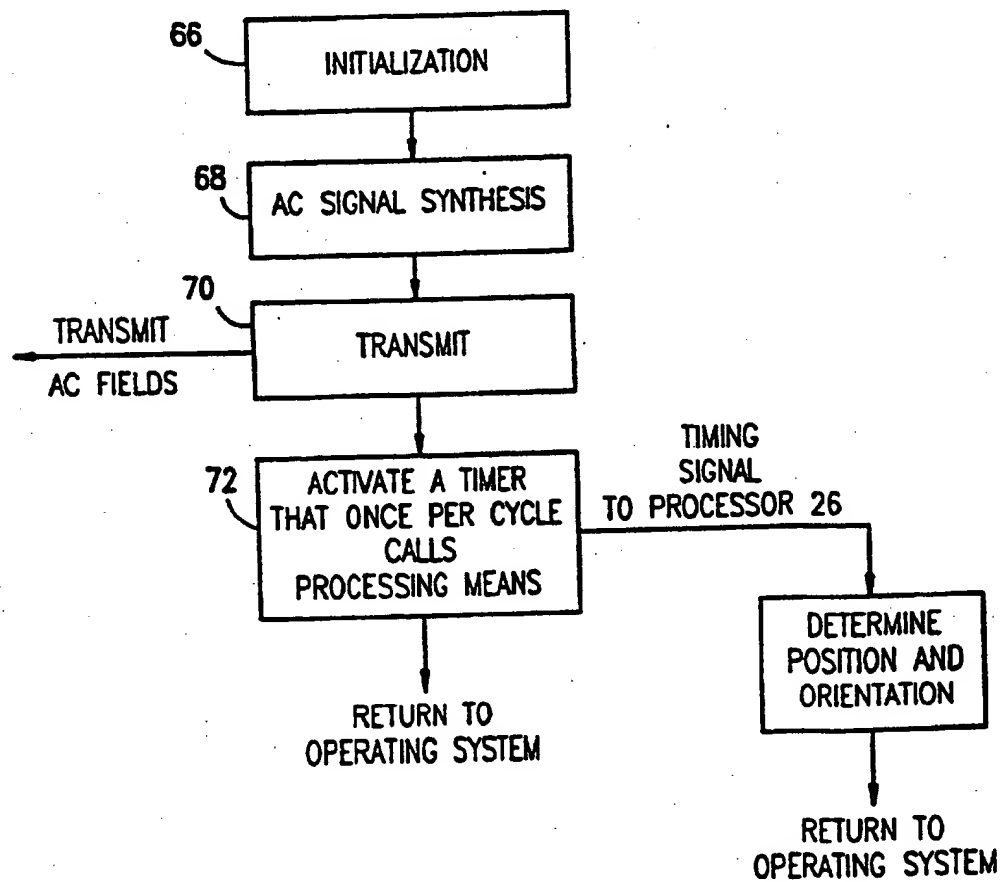 66
INITIALIZATION
68
AC SIGNAL SYNTHESIS
70
TRANSMIT
TRANSMIT
AC FIELDS
72
ACTIVATE A TIMER
THAT ONCE PER CYCLE
CALLS
PROCESSING MEANS
TIMING
SIGNAL
TO PROCESSOR 26
DETERMINE
POSITION AND
ORIENTATION
RETURN TO
OPERATING SYSTEM
RETURN TO
OPERATING SYSTEM